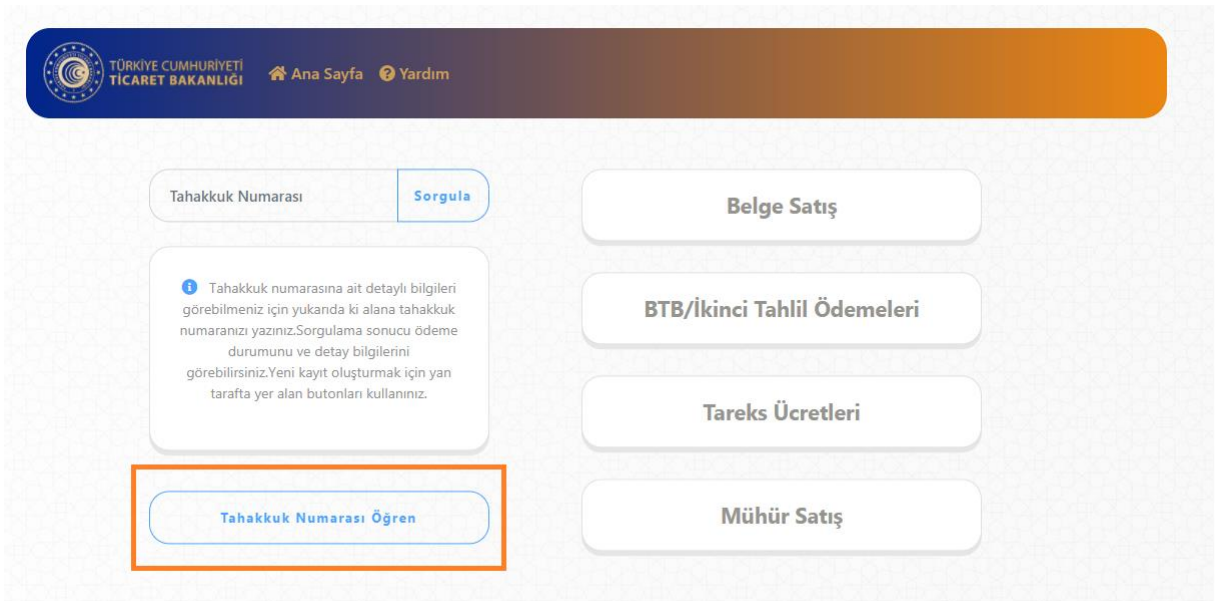 TÜRKİYE CUMHURİYETİ
TİCARET BAKANLIĞI
Ana Sayfa
Yardım
Tahakkuk Numarası
Sorgula
Tahakkuk numarasına ait detaylı bilgileri
görebilmeniz için yukarıda ki alana tahakkuk
numaranızı yazınız.Sorgulama sonucu ödeme
durumunu ve detay bilgilerini
görebilirsiniz.Yeni kayıt oluşturmak için yan
tarafta yer alan butonları kullanınız.
Tahakkuk Numarası Öğren
Belge Satış
BTB/İkinci Tahlil Ödemeleri
Tareks Ücretleri
Mühür Satış